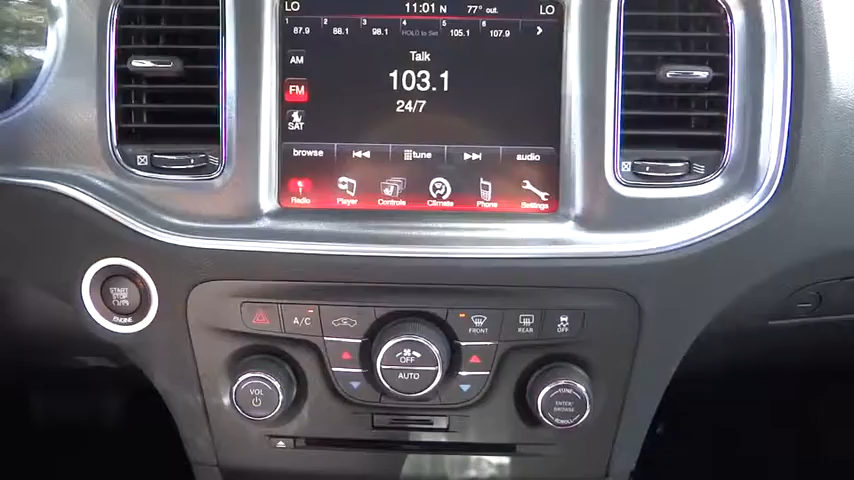 LO 11:01 N 77° out. LO
1 2 3 4 5 6
87.9 88.1 98.1 HOLD to Set 105.1 107.9
Talk
AM
103.1
FM
24/7
SAT
browse tune audio
Radio Player Controls Climate Phone Settings
START
STOP
ENGINE
A/C
FRONT
REAR
OFF
OFF
AUTO
VOL
TUNE
ENTER/
BROWSE
SCROLL